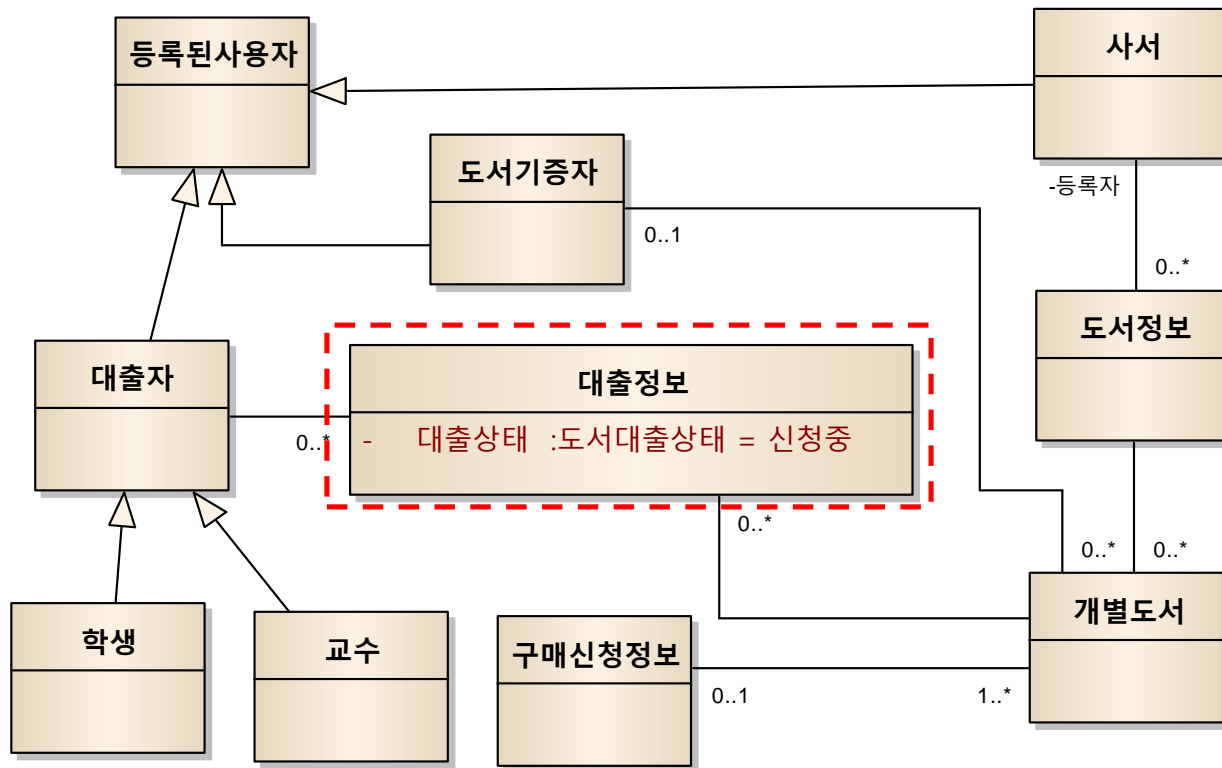 등록된사용자
사서
도서기증자
-등록자
0..1
0..*
도서정보
대출자
대출정보
0..*
- 대출상태 :도서대출상태 = 신청중
0..*
0..*
0..*
개별도서
학생
교수
구매신청정보
0..1
1..*